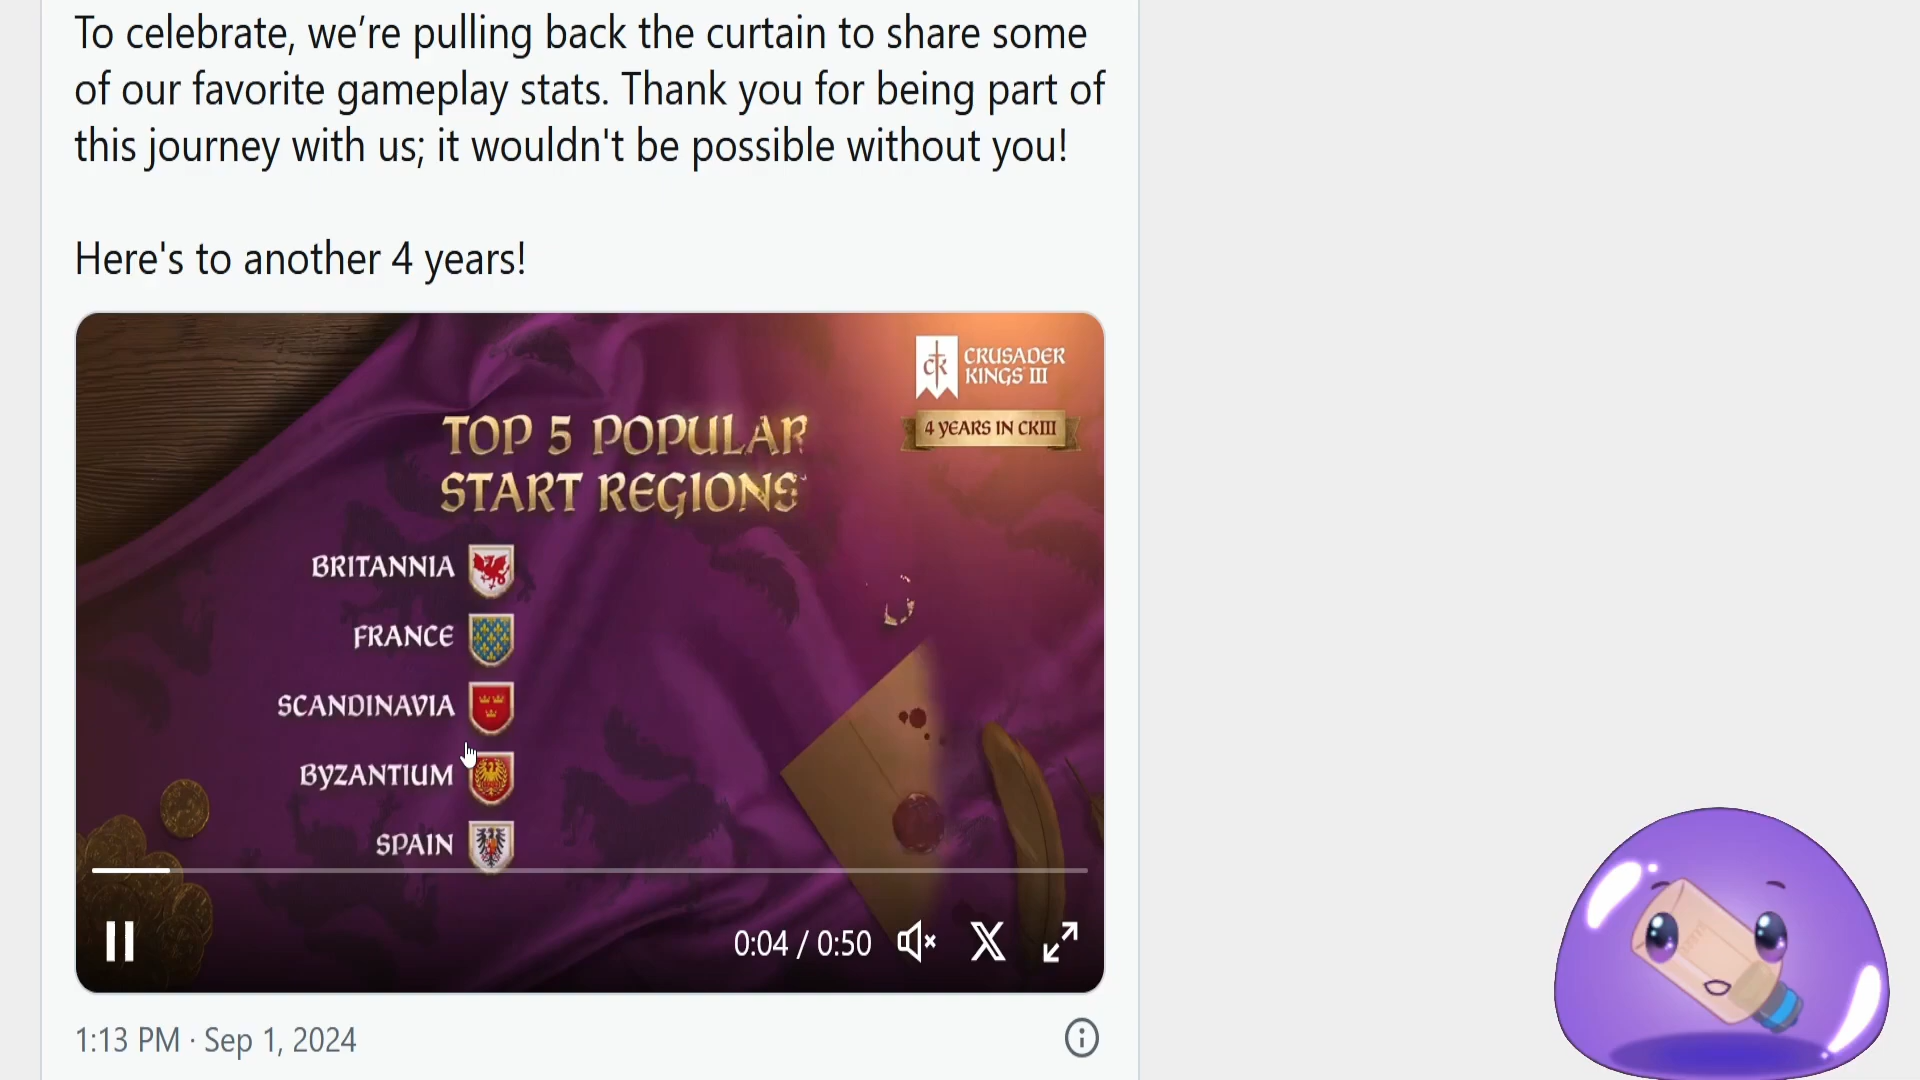 To celebrate, we’re pulling back the curtain to share some
of our favorite gameplay stats. Thank you for being part of
this journey with us; it wouldn't be possible without you!
Here's to another 4 years!
CK
CRUSADER
KINGS III
4 YEARS IN CKIII
TOP 5 POPULAR
START REGIONS
BRITANNIA
FRANCE
SCANDINAVIA
BYZANTIUM
SPAIN
0:04 / 0:50
1:13 PM · Sep 1, 2024